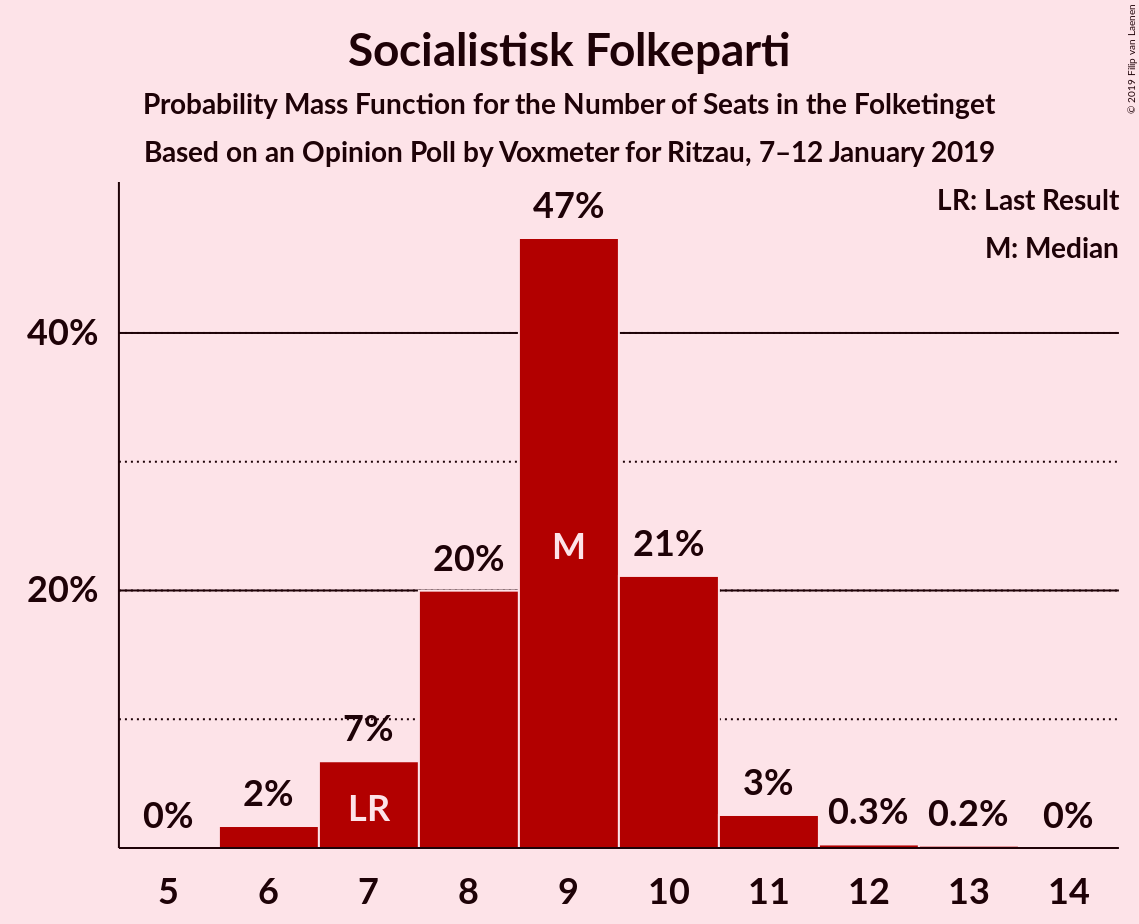 Socialistisk Folkeparti
Probability Mass Function for the Number of Seats in the Folketinget
Based on an Opinion Poll by Voxmeter for Ritzau, 7–12 January 2019
© 2019 Filip van Laenen
LR: Last Result
M: Median
47%
40%
M
21%
20%
20%
7%
LR
2%
3%
0%
0.3%
0.2%
0%
5 6 7 8 9 10 11 12 13 14